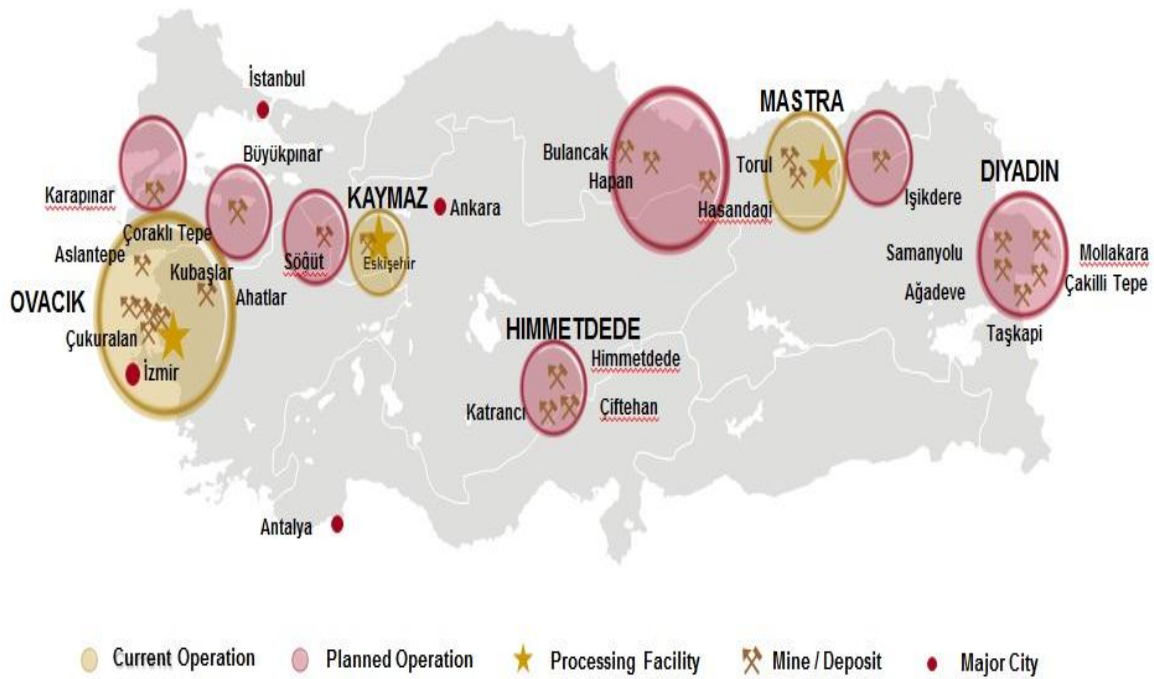 İstanbul
MASTRA
Büyükpınar
Bulancak
Hapan
Torul
DIYADIN
Karapınar
KAYMAZ
Ankara
Hasandagi
Işikdere
Çoraklı Tepe
Aslantepe
Söğüt
Eskişehir
Samanyolu
Mollakara
Kubaşlar
Ahatlar
Ağadeve
Çakilli Tepe
OVACIK
Çukuralan
HIMMETDEDE
Taşkapi
İzmir
Himmetdede
Katrancı
Çiftehan
Antalya
Current Operation
Planned Operation
Processing Facility
Mine / Deposit
Major City